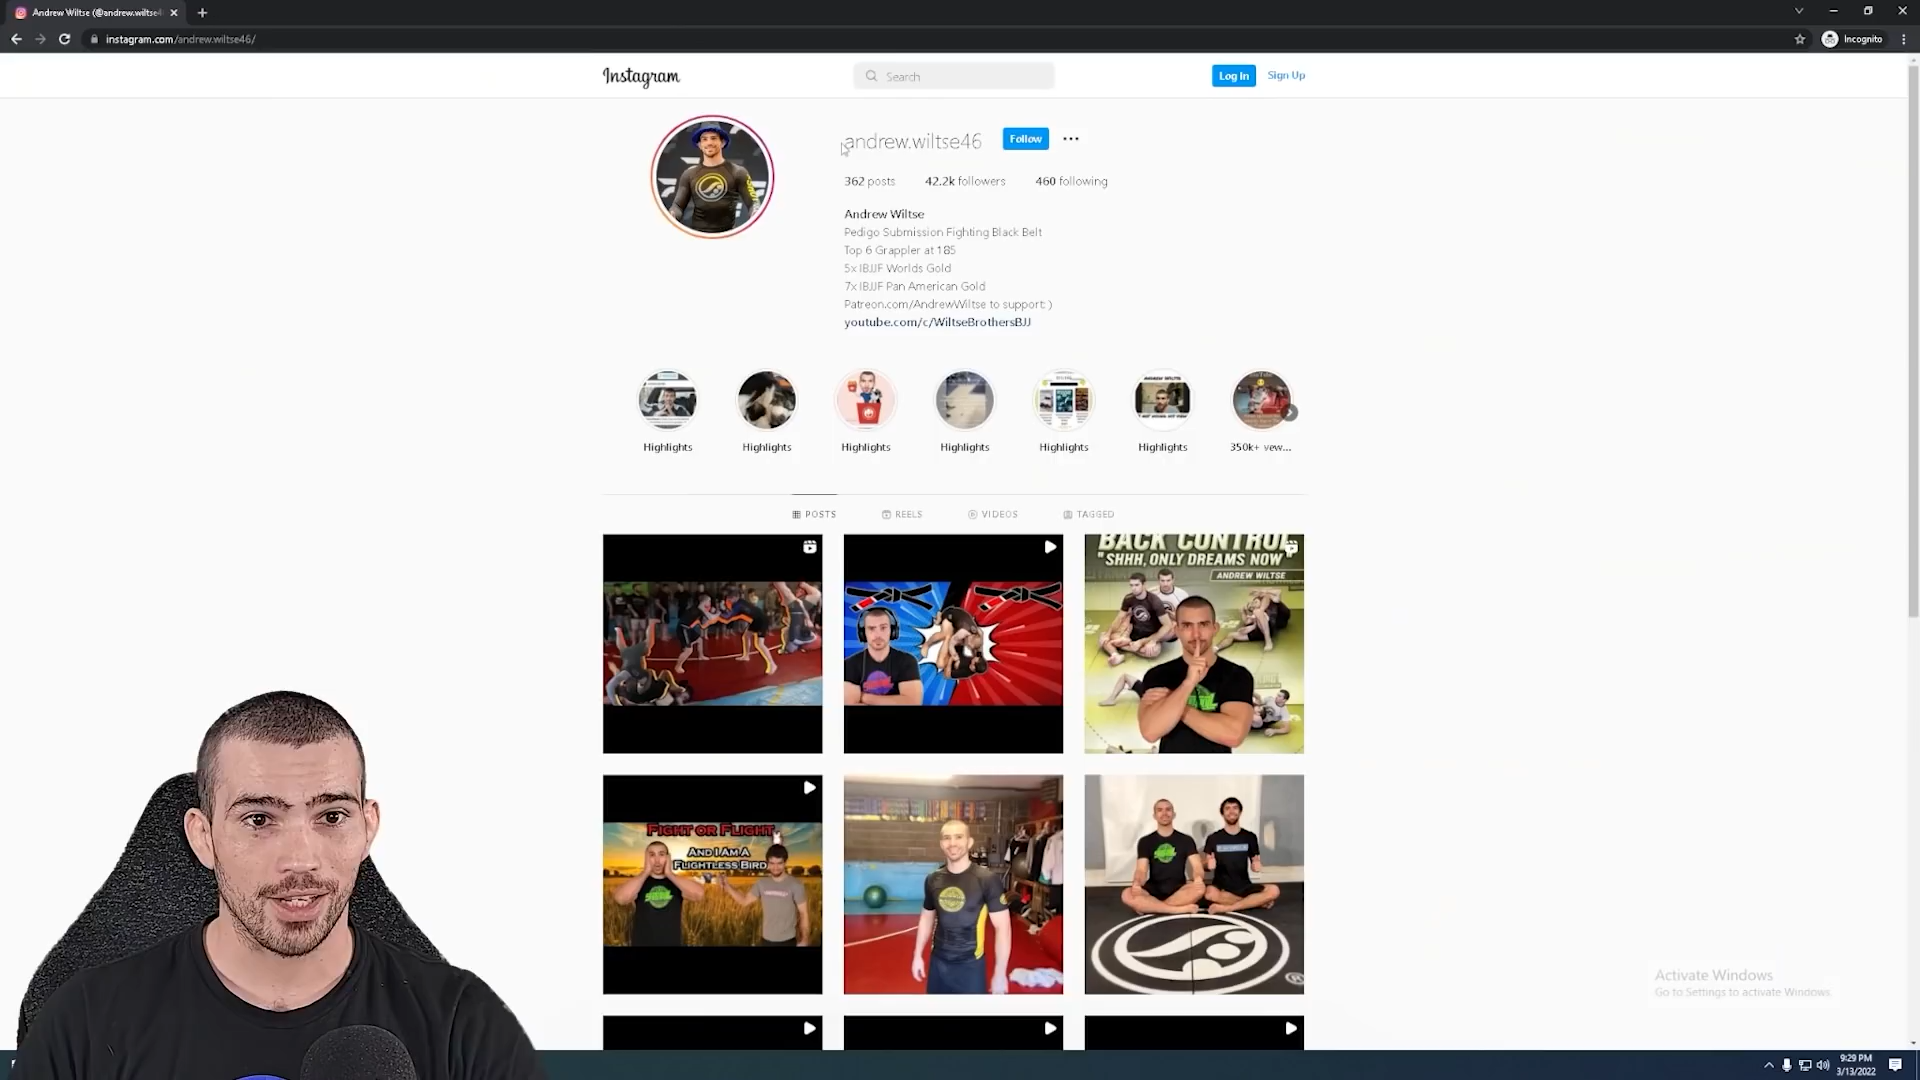 Andrew Wiltse (@andrew.wiltse4
instagram.com/andrew.wiltse46/
Incognito
Instagram
Search
Log In
Sign Up
andrew.wiltse46
Follow
362 posts
42.2k followers
460 following
Andrew Wiltse
Pedigo Submission Fighting Black Belt
Top 6 Grappler at 185
5x IBJJF Worlds Gold
7x IBJJF Pan American Gold
Patreon.com/AndrewWiltse to support: )
youtube.com/c/WiltseBrothersBJJ
Highlights
Highlights
Highlights
Highlights
Highlights
Highlights
350k+ vew...
POSTS
REELS
VIDEOS
TAGGED
BACK CONTROL
"SHHH, ONLY DREAMS NOW"
ANDREW WILTSE
FIGHT OR FLIGHT
AND I AM A
FLIGHTLESS BIRD
Activate Windows
Go to Settings to activate Windows.
9:29 PM
3/13/2022